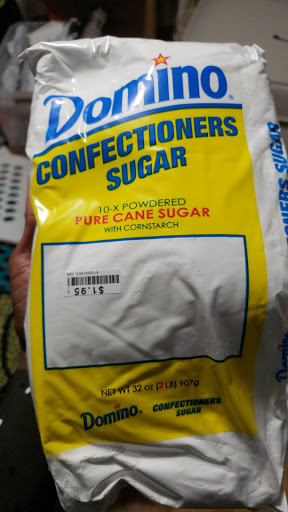 Domino
CONFECTIONERS
SUGAR
10-X POWDERED
PURE CANE SUGAR
WITH CORNSTARCH
$1.95
NET WT 32 oz (2 LB) 907g
Domino
CONFECTIONERS
SUGAR
SUGAR